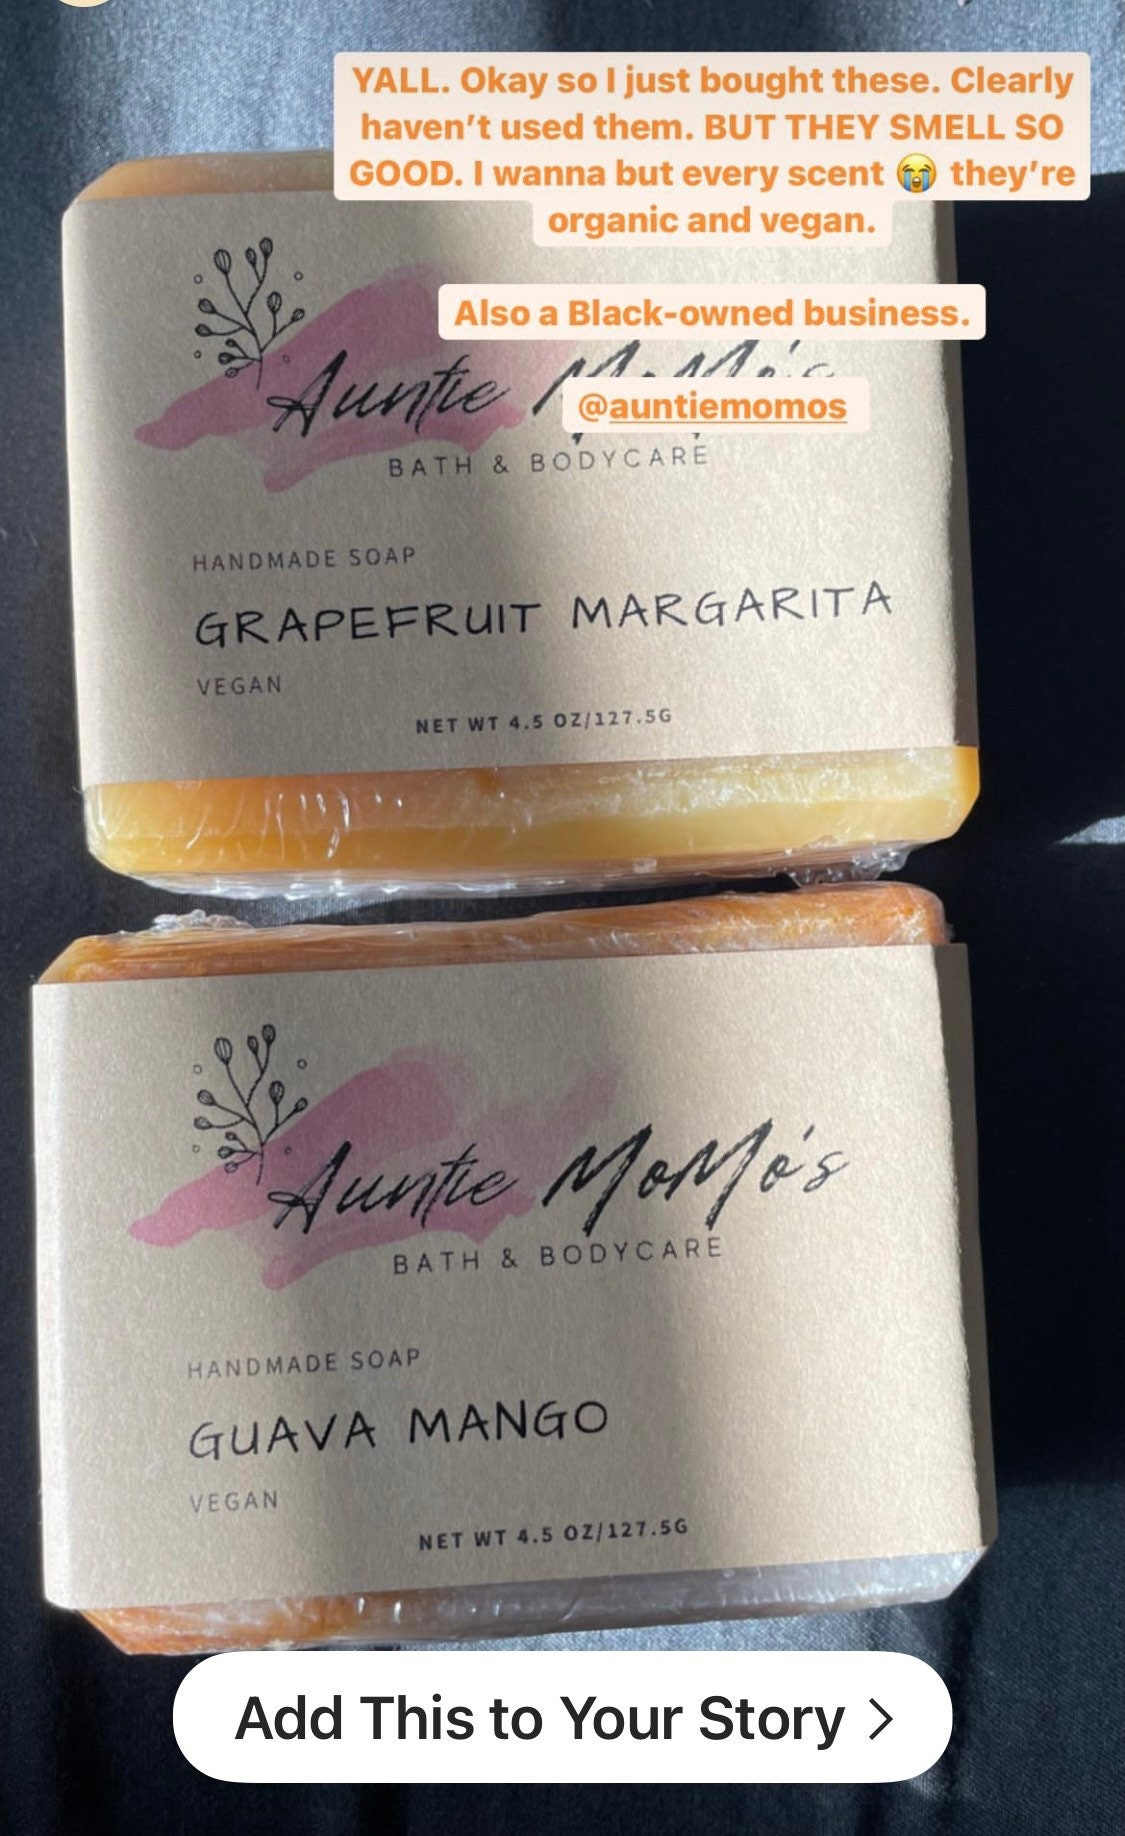 YALL. Okay so I just bought these. Clearly
haven't used them. BUT THEY SMELL SO
GOOD. I wanna but every scent 😭 they're
organic and vegan.
Also a Black-owned business.
Auntie MoMo's
@auntiemomos
BATH & BODYCARE
HANDMADE SOAP
GRAPEFRUIT MARGARITA
VEGAN
NET WT 4.5 OZ/127.5G
Auntie MoMo's
BATH & BODYCARE
HANDMADE SOAP
GUAVA MANGO
VEGAN
NET WT 4.5 OZ/127.5G
Add This to Your Story >